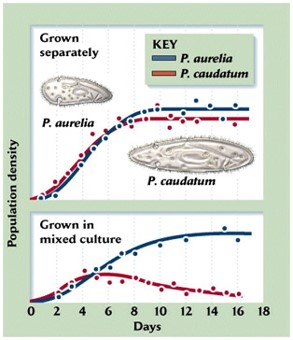 Grown
separately
KEY
P. aurelia
P. caudatum
P. aurelia
P. caudatum
Population density
Grown in
mixed culture
0 2 4 6 8 10 12 14 16 18
Days